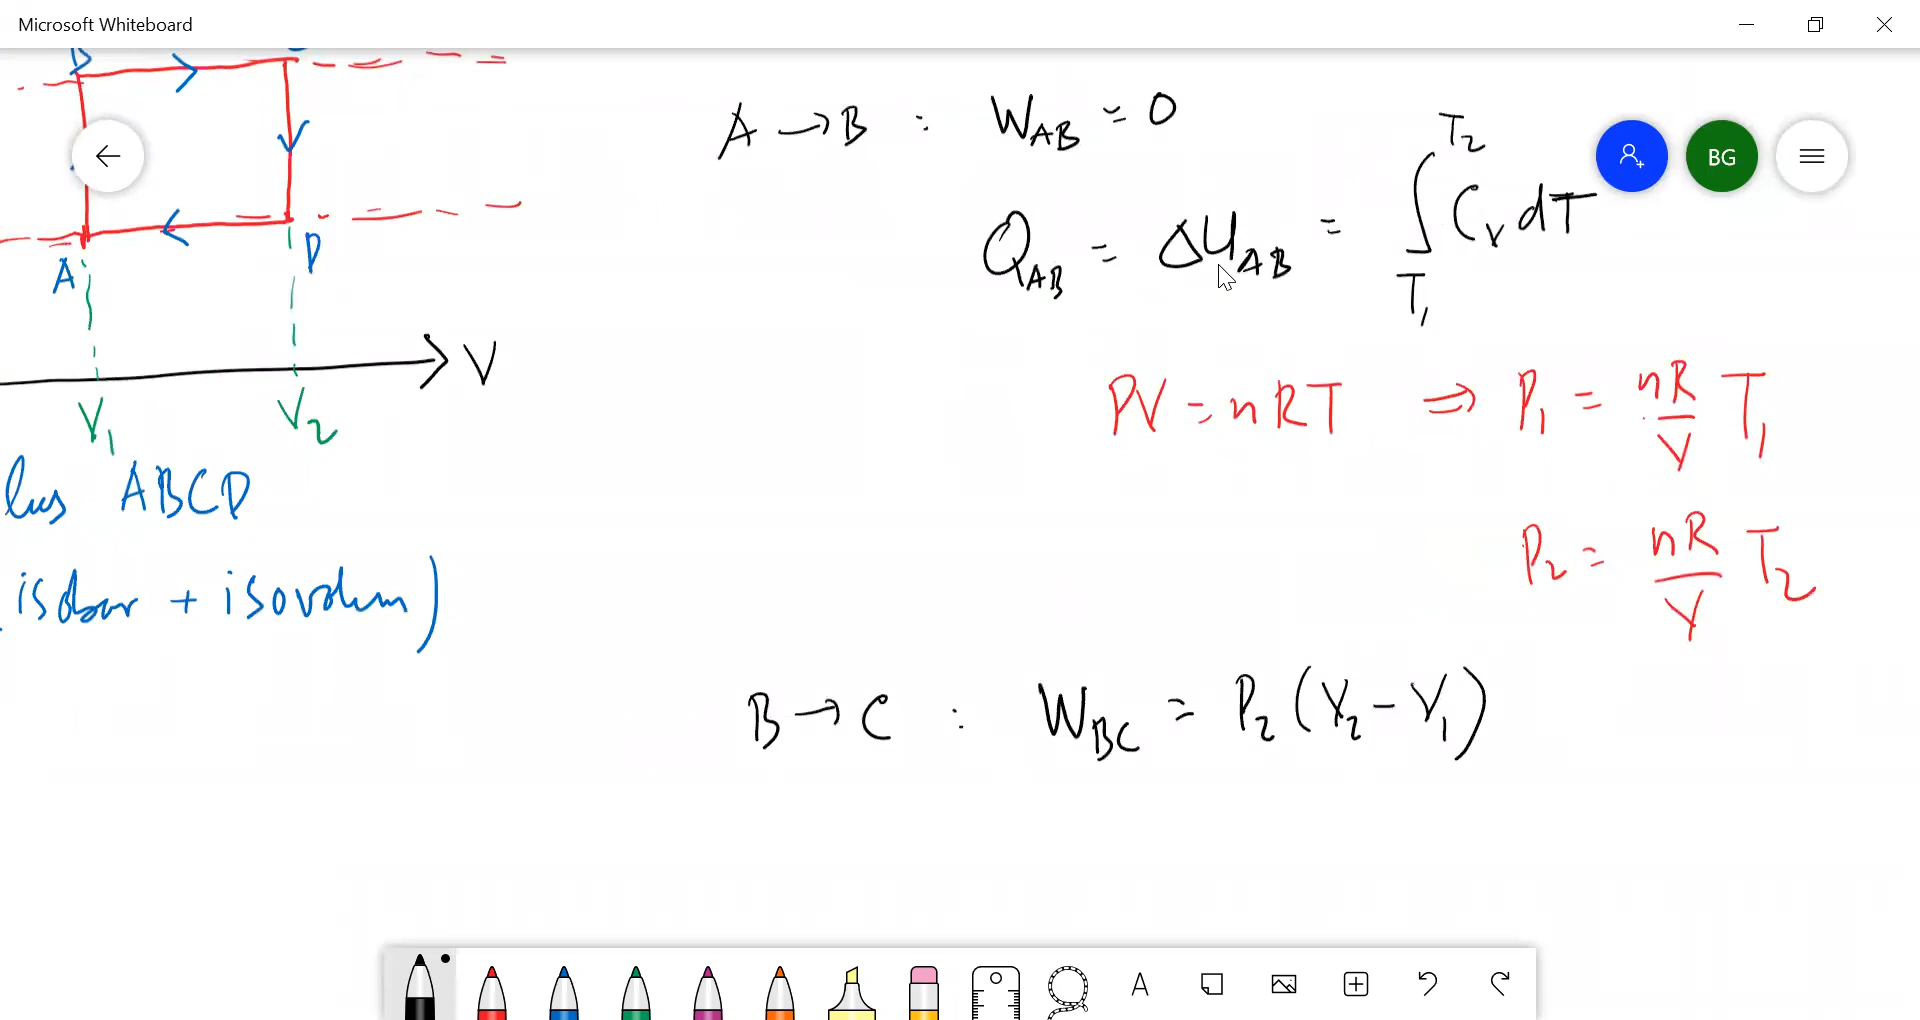 Microsoft Whiteboard
B
A
D
V
V₁
V₂
ABCD
isobar + isovolum)
A → B : W_AB = 0
Q_AB = ΔU_AB = ∫_{T₁}^{T₂} C_V dT
PV = nRT ⇒ P₁ = nR/V T₁
P₂ = nR/V T₂
B → C : W_BC = P₂ (V₂ - V₁)
BG
A